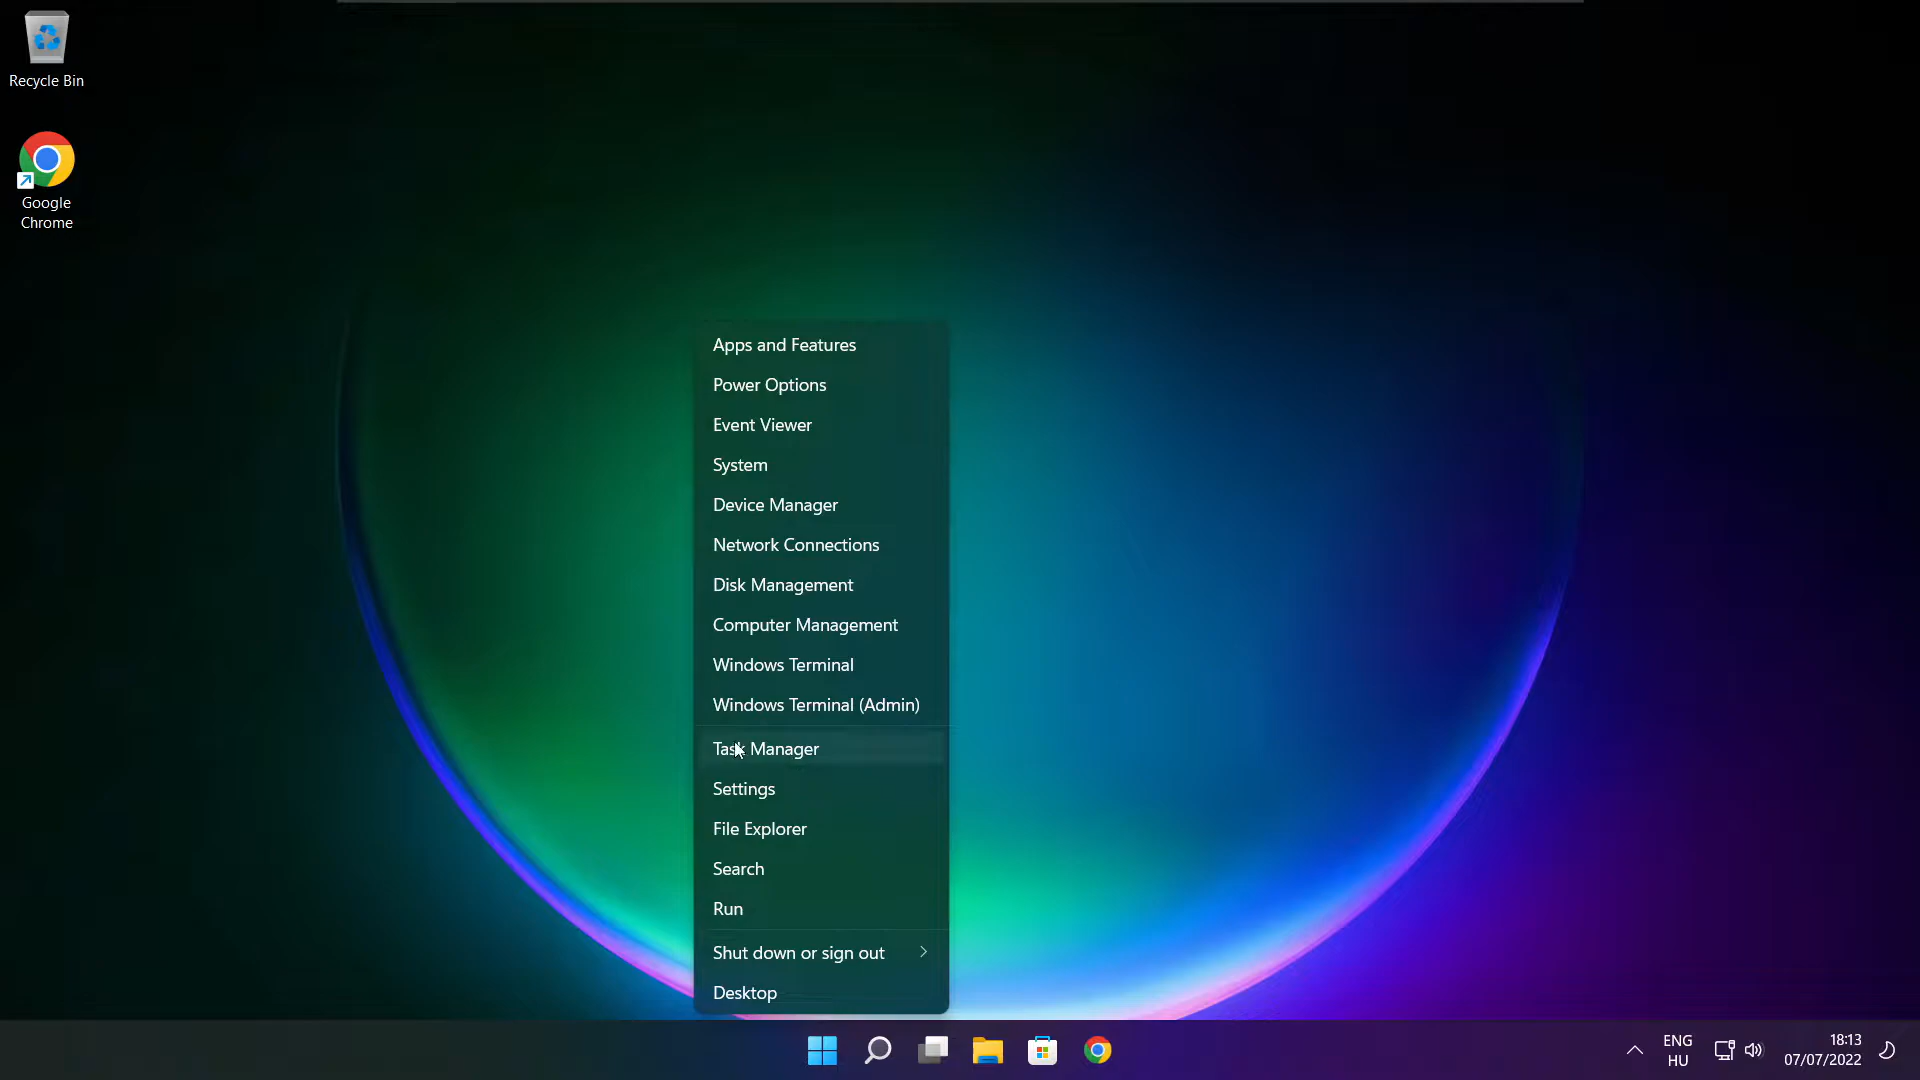 Recycle Bin
Google
Chrome
Apps and Features
Power Options
Event Viewer
System
Device Manager
Network Connections
Disk Management
Computer Management
Windows Terminal
Windows Terminal (Admin)
Task Manager
Settings
File Explorer
Search
Run
Shut down or sign out
Desktop
ENG
HU
18:13
07/07/2022